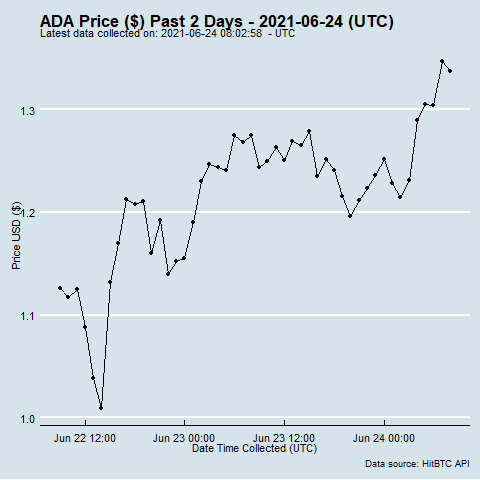 ADA Price ($) Past 2 Days - 2021-06-24 (UTC)
Latest data collected on: 2021-06-24 08:02:58  - UTC
1.3
1.2
1.1
1.0
Price USD ($)
Jun 22 12:00 Jun 23 00:00 Jun 23 12:00 Jun 24 00:00
Date Time Collected (UTC)
Data source: HitBTC API